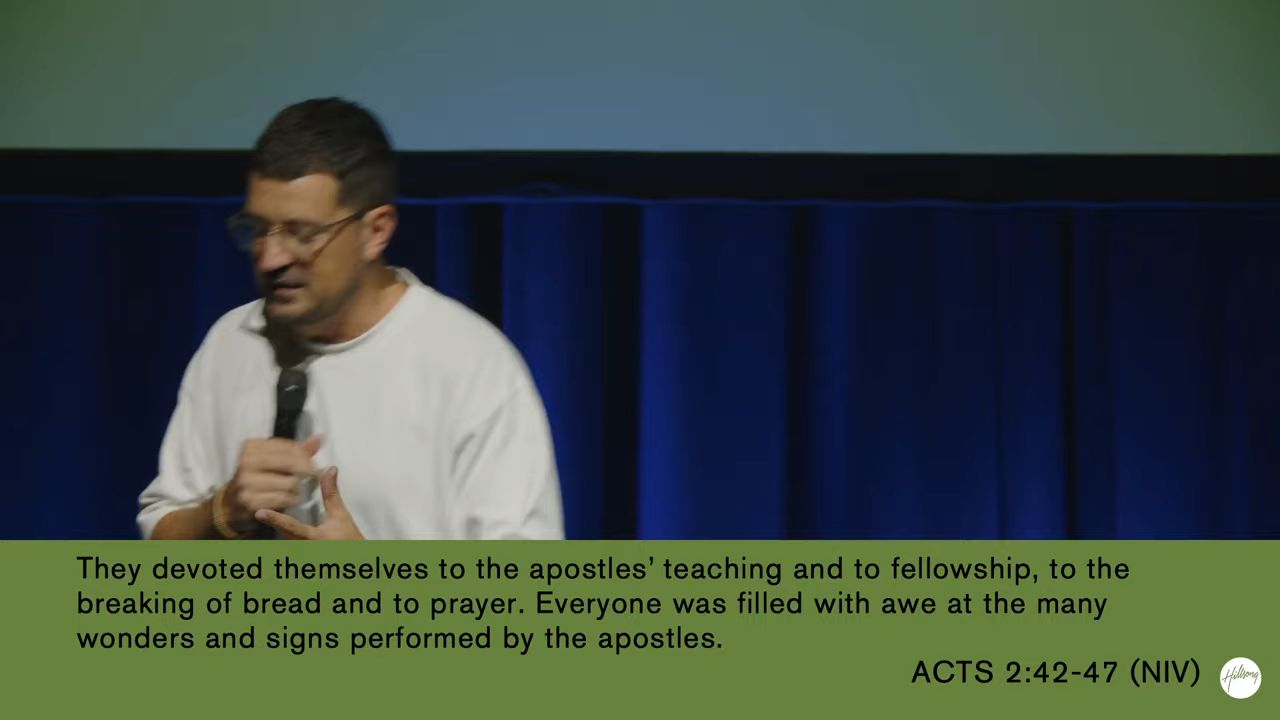 They devoted themselves to the apostles’ teaching and to fellowship, to the
breaking of bread and to prayer. Everyone was filled with awe at the many
wonders and signs performed by the apostles.
ACTS 2:42-47 (NIV)
Hillsong